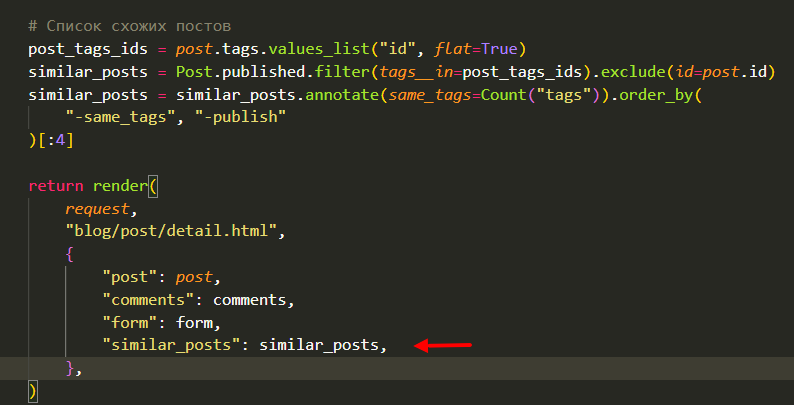 # Список схожих постов
post_tags_ids = post.tags.values_list("id", flat=True)
similar_posts = Post.published.filter(tags__in=post_tags_ids).exclude(id=post.id)
similar_posts = similar_posts.annotate(same_tags=Count("tags")).order_by(
    "-same_tags", "-publish"
)[:4]

return render(
    request,
    "blog/post/detail.html",
    {
        "post": post,
        "comments": comments,
        "form": form,
        "similar_posts": similar_posts,
    },
)